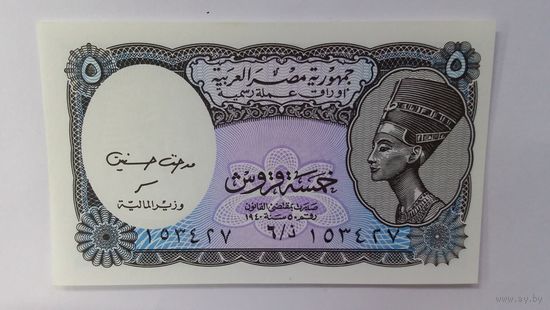 جمهورية مصر العربية
أوراق عملة رسمية
٥ ٥
خمسة قروش
صدرت بمقتضى القانون
رقم ٥٠ سنة ١٩٤٠
مدحت حسنين
وزير المالية
١٥٣٤٢٧ ٦/ذ ١٥٣٤٢٧
www.ay.by